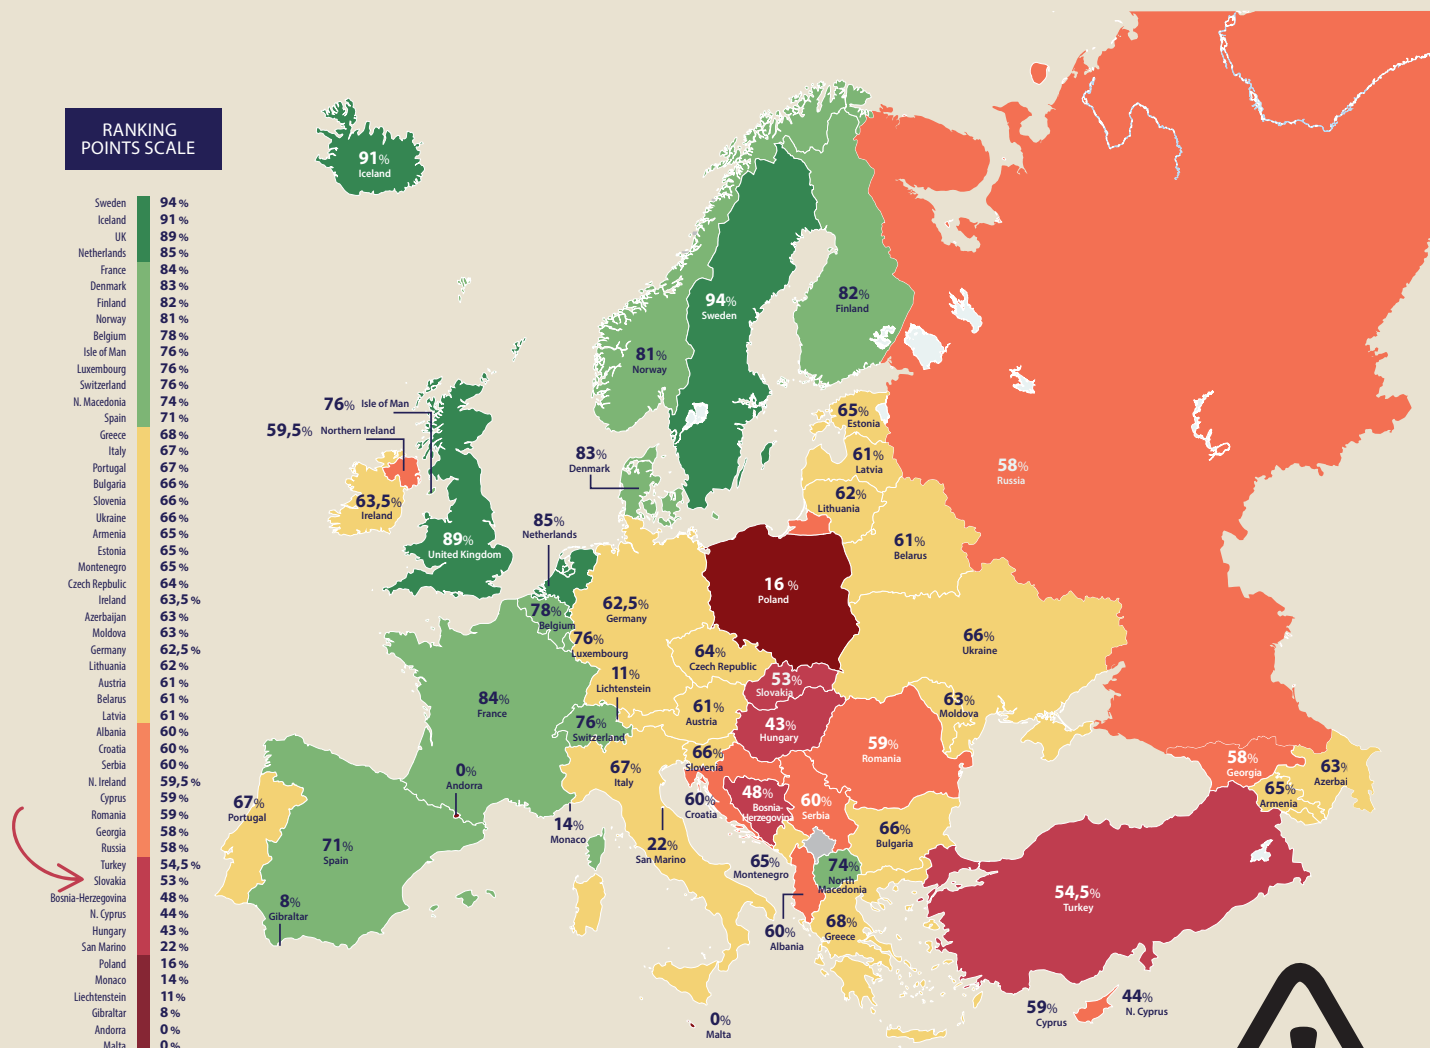 RANKING
POINTS SCALE
Sweden 94 %
Iceland 91 %
UK 89 %
Netherlands 85 %
France 84 %
Denmark 83 %
Finland 82 %
Norway 81 %
Belgium 78 %
Isle of Man 76 %
Luxembourg 76 %
Switzerland 76 %
N. Macedonia 74 %
Spain 71 %
Greece 68 %
Italy 67 %
Portugal 67 %
Bulgaria 66 %
Slovenia 66 %
Ukraine 66 %
Armenia 65 %
Estonia 65 %
Montenegro 65 %
Czech Repbulic 64 %
Ireland 63,5 %
Azerbaijan 63 %
Moldova 63 %
Germany 62,5 %
Lithuania 62 %
Austria 61 %
Belarus 61 %
Latvia 61 %
Albania 60 %
Croatia 60 %
Serbia 60 %
N. Ireland 59,5 %
Cyprus 59 %
Romania 59 %
Georgia 58 %
Russia 58 %
Turkey 54,5 %
Slovakia 53 %
Bosnia-Herzegovina 48 %
N. Cyprus 44 %
Hungary 43 %
San Marino 22 %
Poland 16 %
Monaco 14 %
Liechtenstein 11 %
Gibraltar 8 %
Andorra 0 %
Malta 0 %
91%
Iceland
94%
Sweden
82%
Finland
81%
Norway
76% Isle of Man
59,5% Northern Ireland
83%
Denmark
65%
Estonia
61%
Latvia
62%
Lithuania
58%
Russia
63,5%
Ireland
89%
United Kingdom
85%
Netherlands
61%
Belarus
16 %
Poland
78%
Belgium
62,5%
Germany
76%
Luxembourg
64%
Czech Republic
66%
Ukraine
11%
Lichtenstein
53%
Slovakia
84%
France
76%
Switzerland
61%
Austria
43%
Hungary
63%
Moldova
59%
Romania
66%
Slovenia
67%
Italy
0%
Andorra
58%
Georgia
63%
Azerbai
65%
Armenia
67%
Portugal
71%
Spain
14%
Monaco
22%
San Marino
60%
Croatia
48%
Bosnia-
Herzegovina
60%
Serbia
66%
Bulgaria
65%
Montenegro
74%
North
Macedonia
8%
Gibraltar
60%
Albania
68%
Greece
54,5%
Turkey
0%
Malta
59%
Cyprus
44%
N. Cyprus